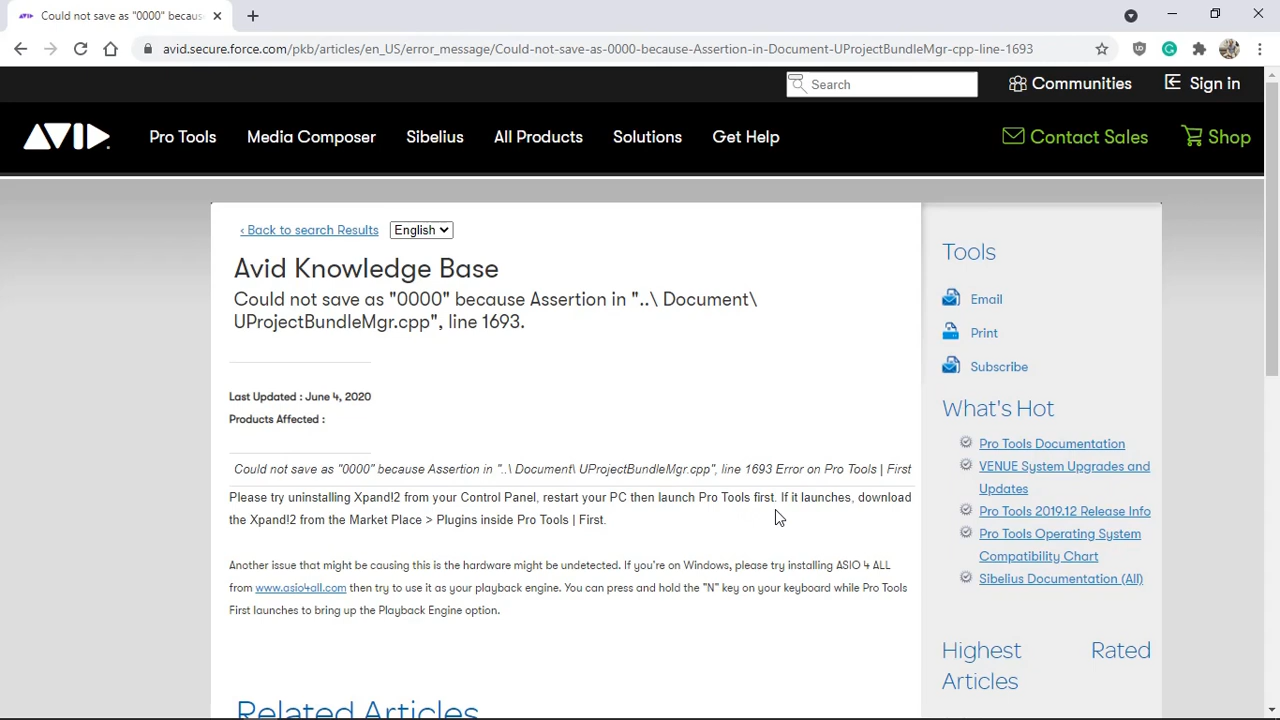 Could not save as "0000" becaus
avid.secure.force.com/pkb/articles/en_US/error_message/Could-not-save-as-0000-because-Assertion-in-Document-UProjectBundleMgr-cpp-line-1693
Search
Communities
Sign in
AVID
Pro Tools
Media Composer
Sibelius
All Products
Solutions
Get Help
Contact Sales
Shop
‹ Back to search Results
English
Avid Knowledge Base
Could not save as "0000" because Assertion in "..\ Document\
UProjectBundleMgr.cpp", line 1693.
Last Updated : June 4, 2020
Products Affected :
Could not save as "0000" because Assertion in "..\ Document\ UProjectBundleMgr.cpp", line 1693 Error on Pro Tools | First
Please try uninstalling Xpand!2 from your Control Panel, restart your PC then launch Pro Tools first. If it launches, download
the Xpand!2 from the Market Place > Plugins inside Pro Tools | First.
Another issue that might be causing this is the hardware might be undetected. If you're on Windows, please try installing ASIO 4 ALL
from www.asio4all.com then try to use it as your playback engine. You can press and hold the "N" key on your keyboard while Pro Tools
First launches to bring up the Playback Engine option.
Related Articles
Tools
Email
Print
Subscribe
What's Hot
Pro Tools Documentation
VENUE System Upgrades and
Updates
Pro Tools 2019.12 Release Info
Pro Tools Operating System
Compatibility Chart
Sibelius Documentation (All)
Highest Rated
Articles